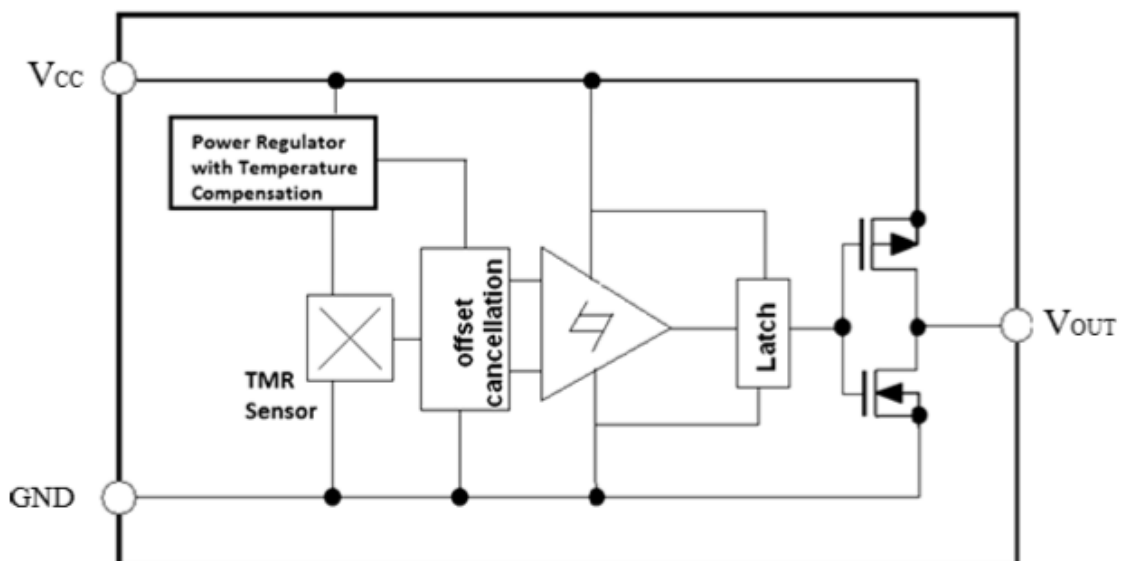 VCC
Power Regulator
with Temperature
Compensation
offset
cancellation
Latch
VOUT
TMR
Sensor
GND